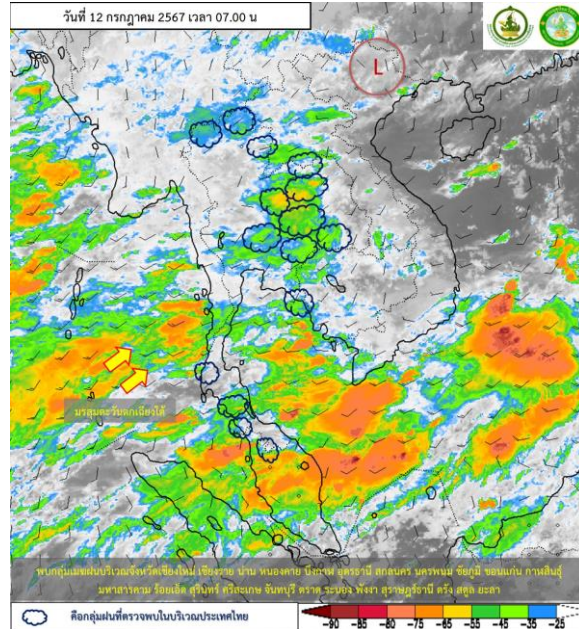 วันที่ 12 กรกฎาคม 2567 เวลา 07.00 น
L
มรสุมตะวันตกเฉียงใต้
พบกลุ่มเมฆฝนบริเวณจังหวัดเชียงใหม่ เชียงราย น่าน หนองคาย บึงกาฬ อุดรธานี สกลนคร นครพนม ชัยภูมิ ขอนแก่น กาฬสินธุ์
มหาสารคาม ร้อยเอ็ด สุรินทร์ ศรีสะเกษ จันทบุรี ตราด ระนอง พังงา สุราษฎร์ธานี ตรัง สตูล ยะลา
คือกลุ่มฝนที่ตรวจพบในบริเวณประเทศไทย
-90 -85 -80 -75 -65 -55 -45 -35 -25